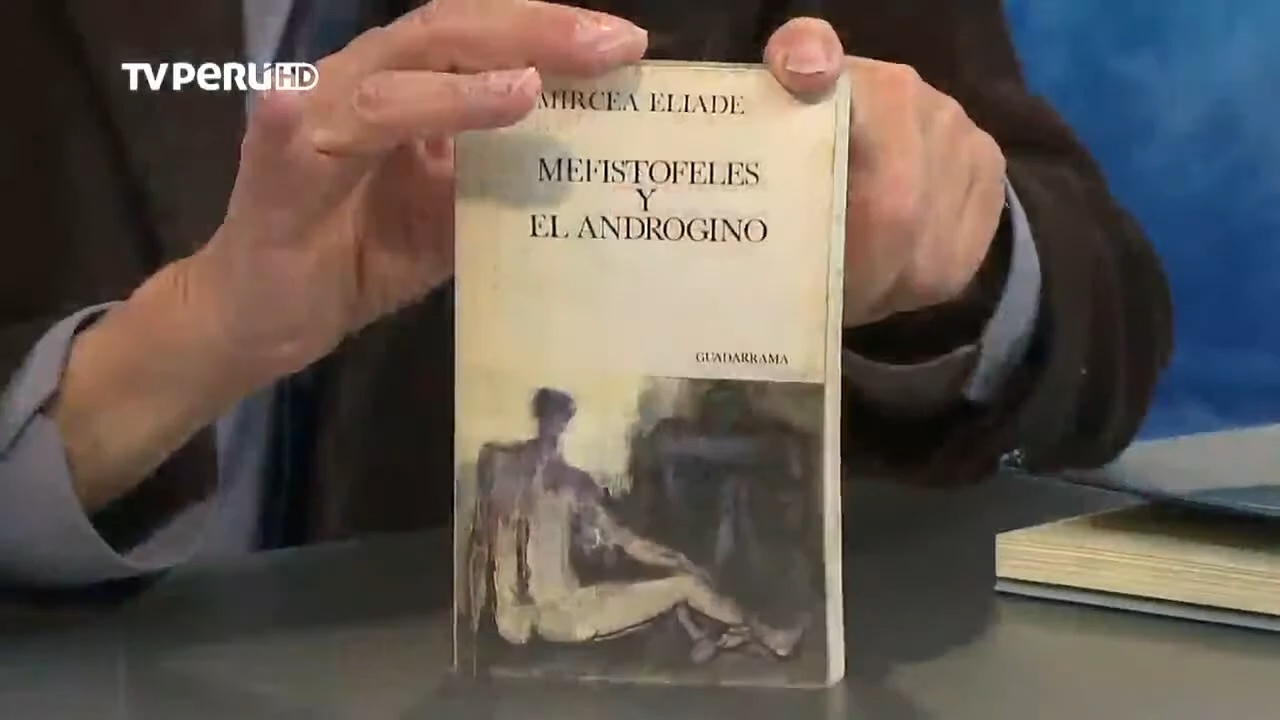 TVPERÚHD
MIRCEA ELIADE
MEFISTOFELES
Y
EL ANDROGINO
GUADARRAMA